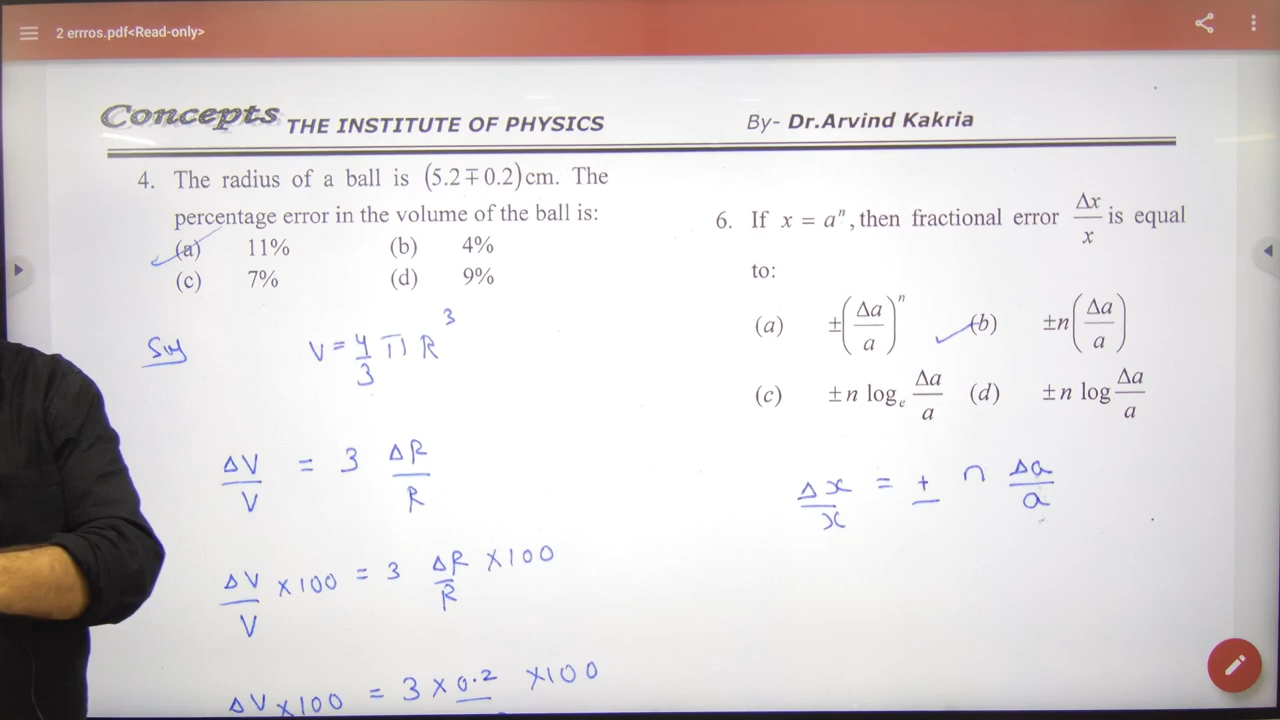 2 errros.pdf<Read-only>
Concepts THE INSTITUTE OF PHYSICS By- Dr.Arvind Kakria
4. The radius of a ball is (5.2∓0.2)cm. The
percentage error in the volume of the ball is:
(a) 11% (b) 4%
(c) 7% (d) 9%
V = 4/3 π R³
ΔV/V = 3 ΔR/R
ΔV/V × 100 = 3 ΔR/R × 100
ΔV × 100 = 3 × 0.2 × 100
6. If x = aⁿ, then fractional error Δx/x is equal
to:
(a) ±(Δa/a)ⁿ (b) ±n(Δa/a)
(c) ±n logₑ Δa/a (d) ±n log Δa/a
Δx/x = ± n Δa/a